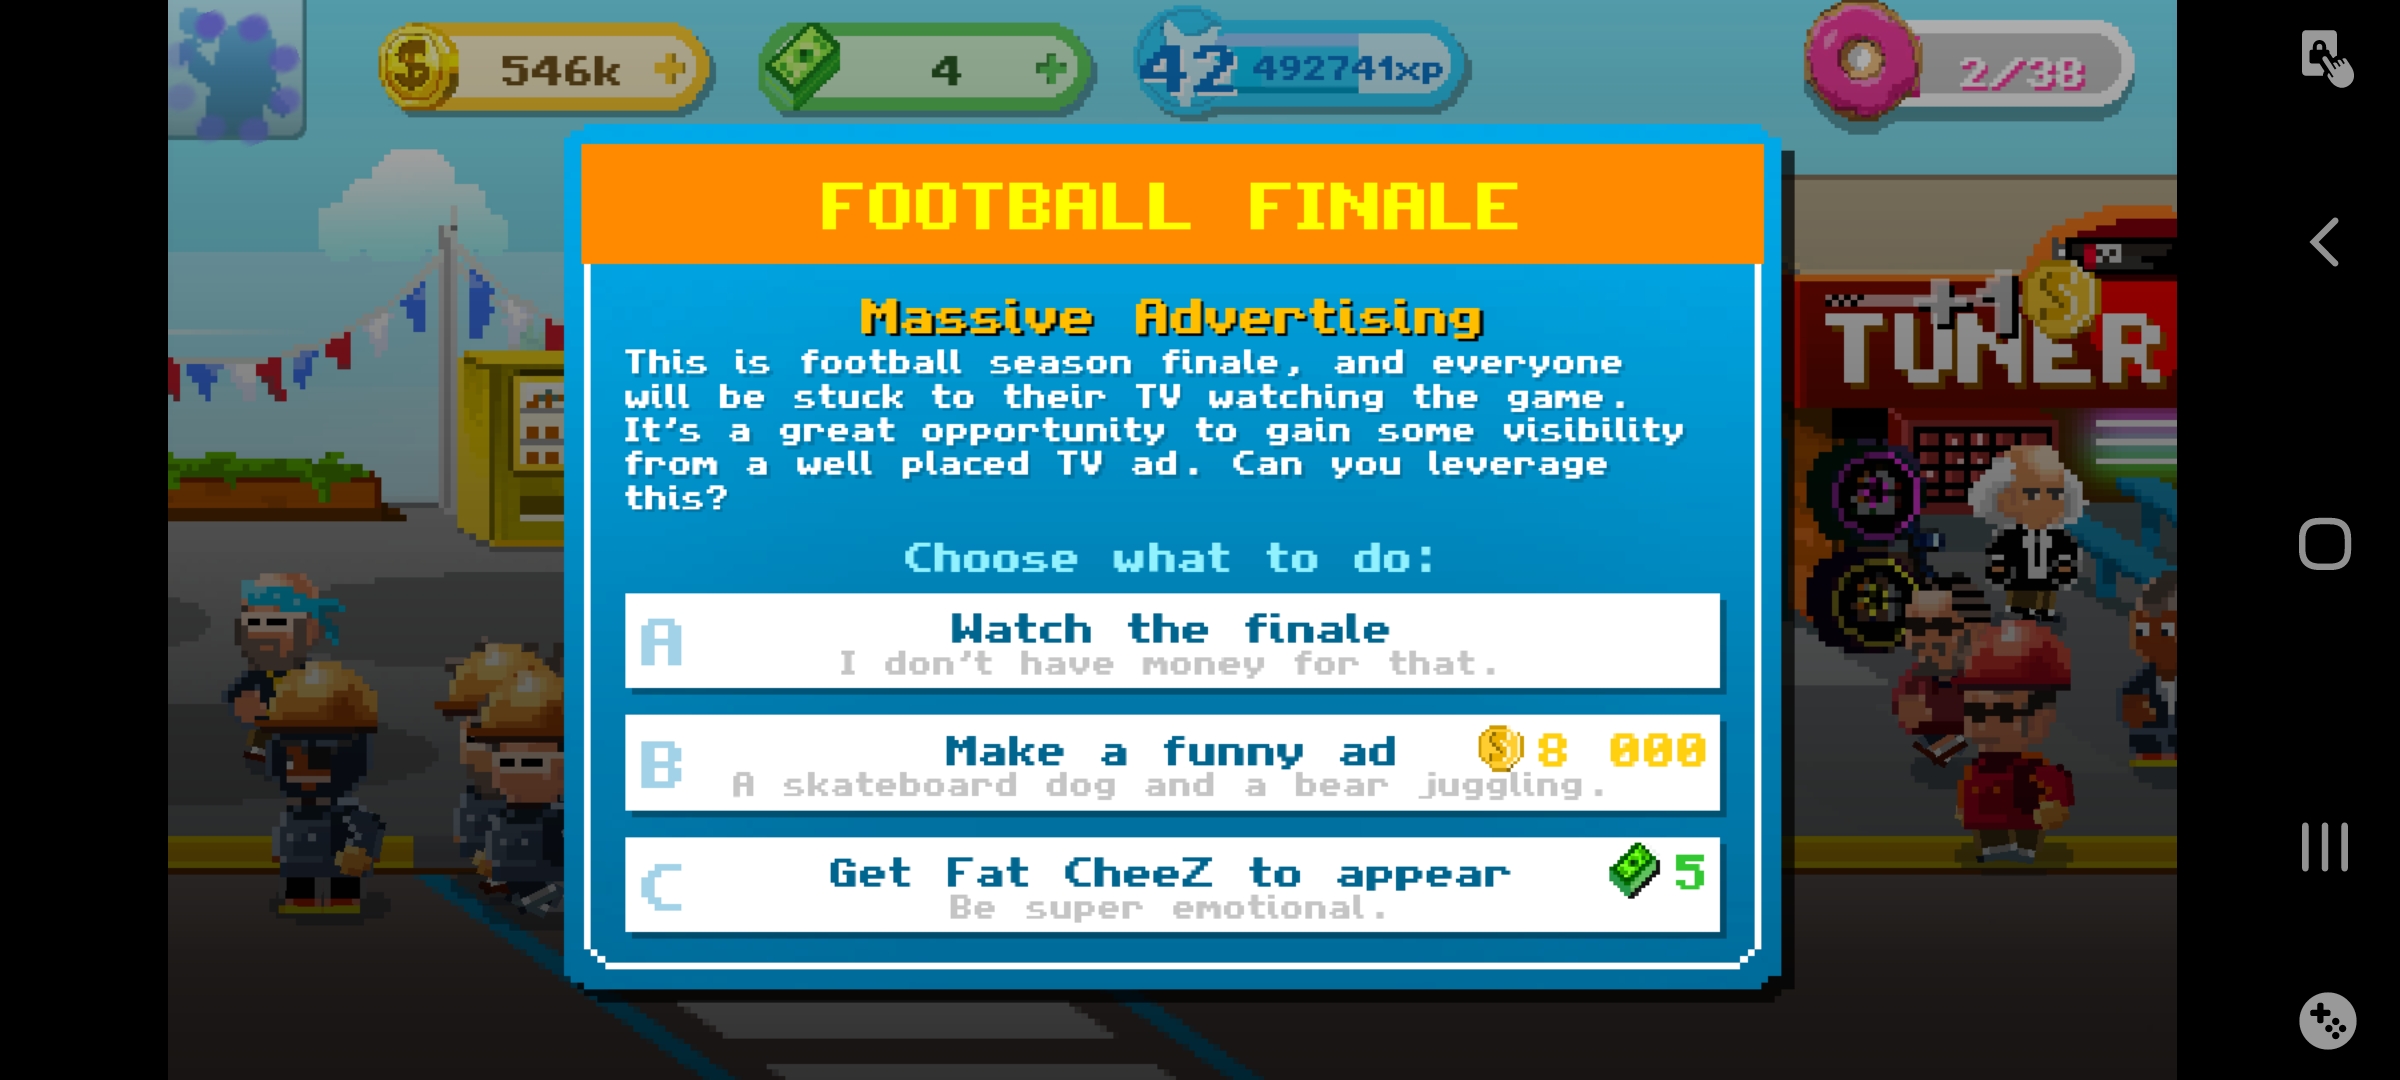 546k +
4 +
42 492741xp
2/38
FOOTBALL FINALE
Massive Advertising
This is football season finale, and everyone
will be stuck to their TV watching the game.
It's a great opportunity to gain some visibility
from a well placed TV ad. Can you leverage
this?
Choose what to do:
A
Watch the finale
I don't have money for that.
B
Make a funny ad
8 000
A skateboard dog and a bear juggling.
C
Get Fat CheeZ to appear
5
Be super emotional.
+1
TUNER